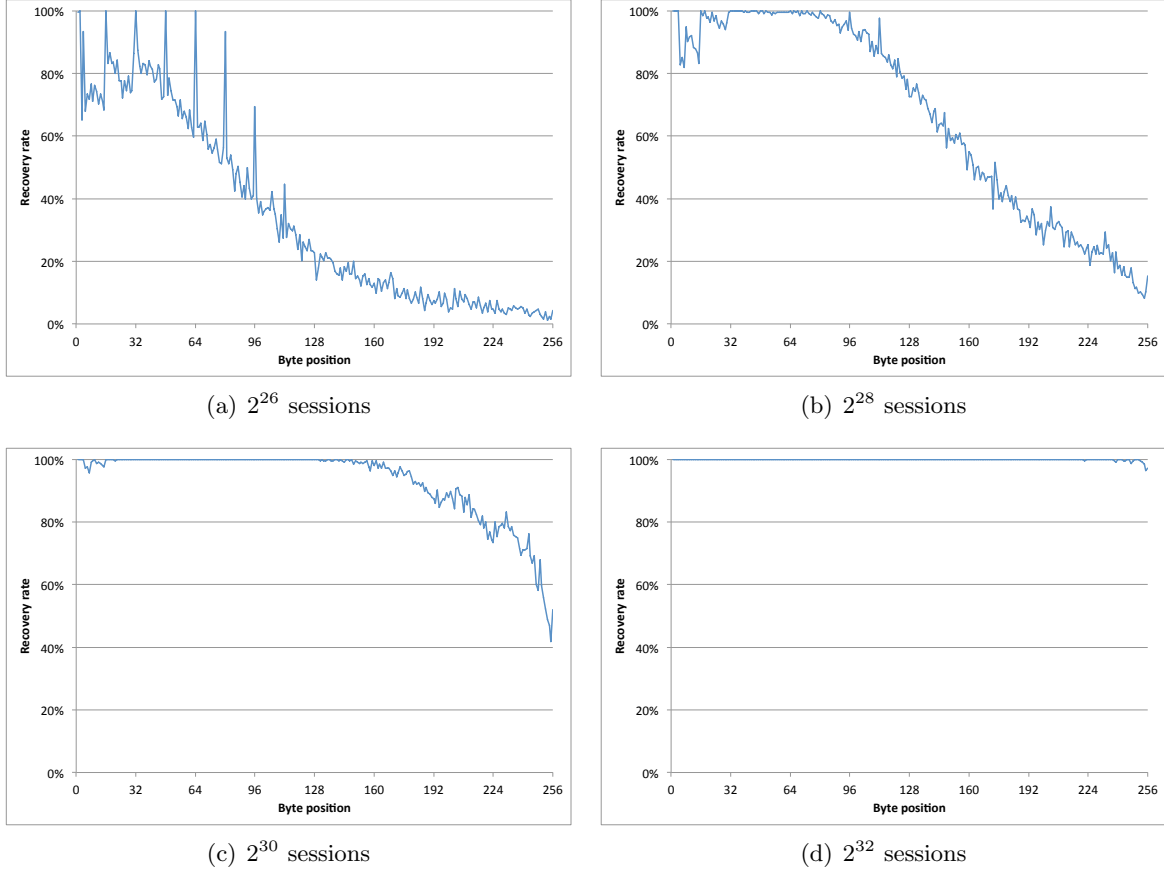 100%
80%
60%
40%
20%
0%
Recovery rate
0 32 64 96 128 160 192 224 256
Byte position
(a) 2^26 sessions
100%
80%
60%
40%
20%
0%
Recovery rate
0 32 64 96 128 160 192 224 256
Byte position
(b) 2^28 sessions
100%
80%
60%
40%
20%
0%
Recovery rate
0 32 64 96 128 160 192 224 256
Byte position
(c) 2^30 sessions
100%
80%
60%
40%
20%
0%
Recovery rate
0 32 64 96 128 160 192 224 256
Byte position
(d) 2^32 sessions